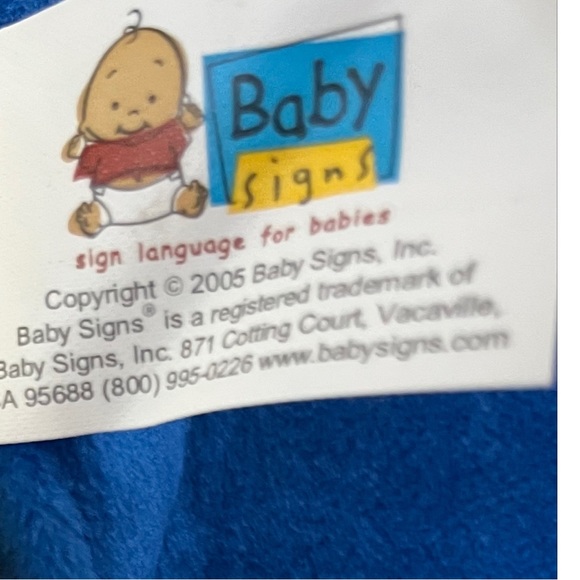 Baby
signs
sign language for babies
Copyright © 2005 Baby Signs, Inc.
Baby Signs® is a registered trademark of
Baby Signs, Inc. 871 Cotting Court, Vacaville,
A 95688 (800) 995-0226 www.babysigns.com